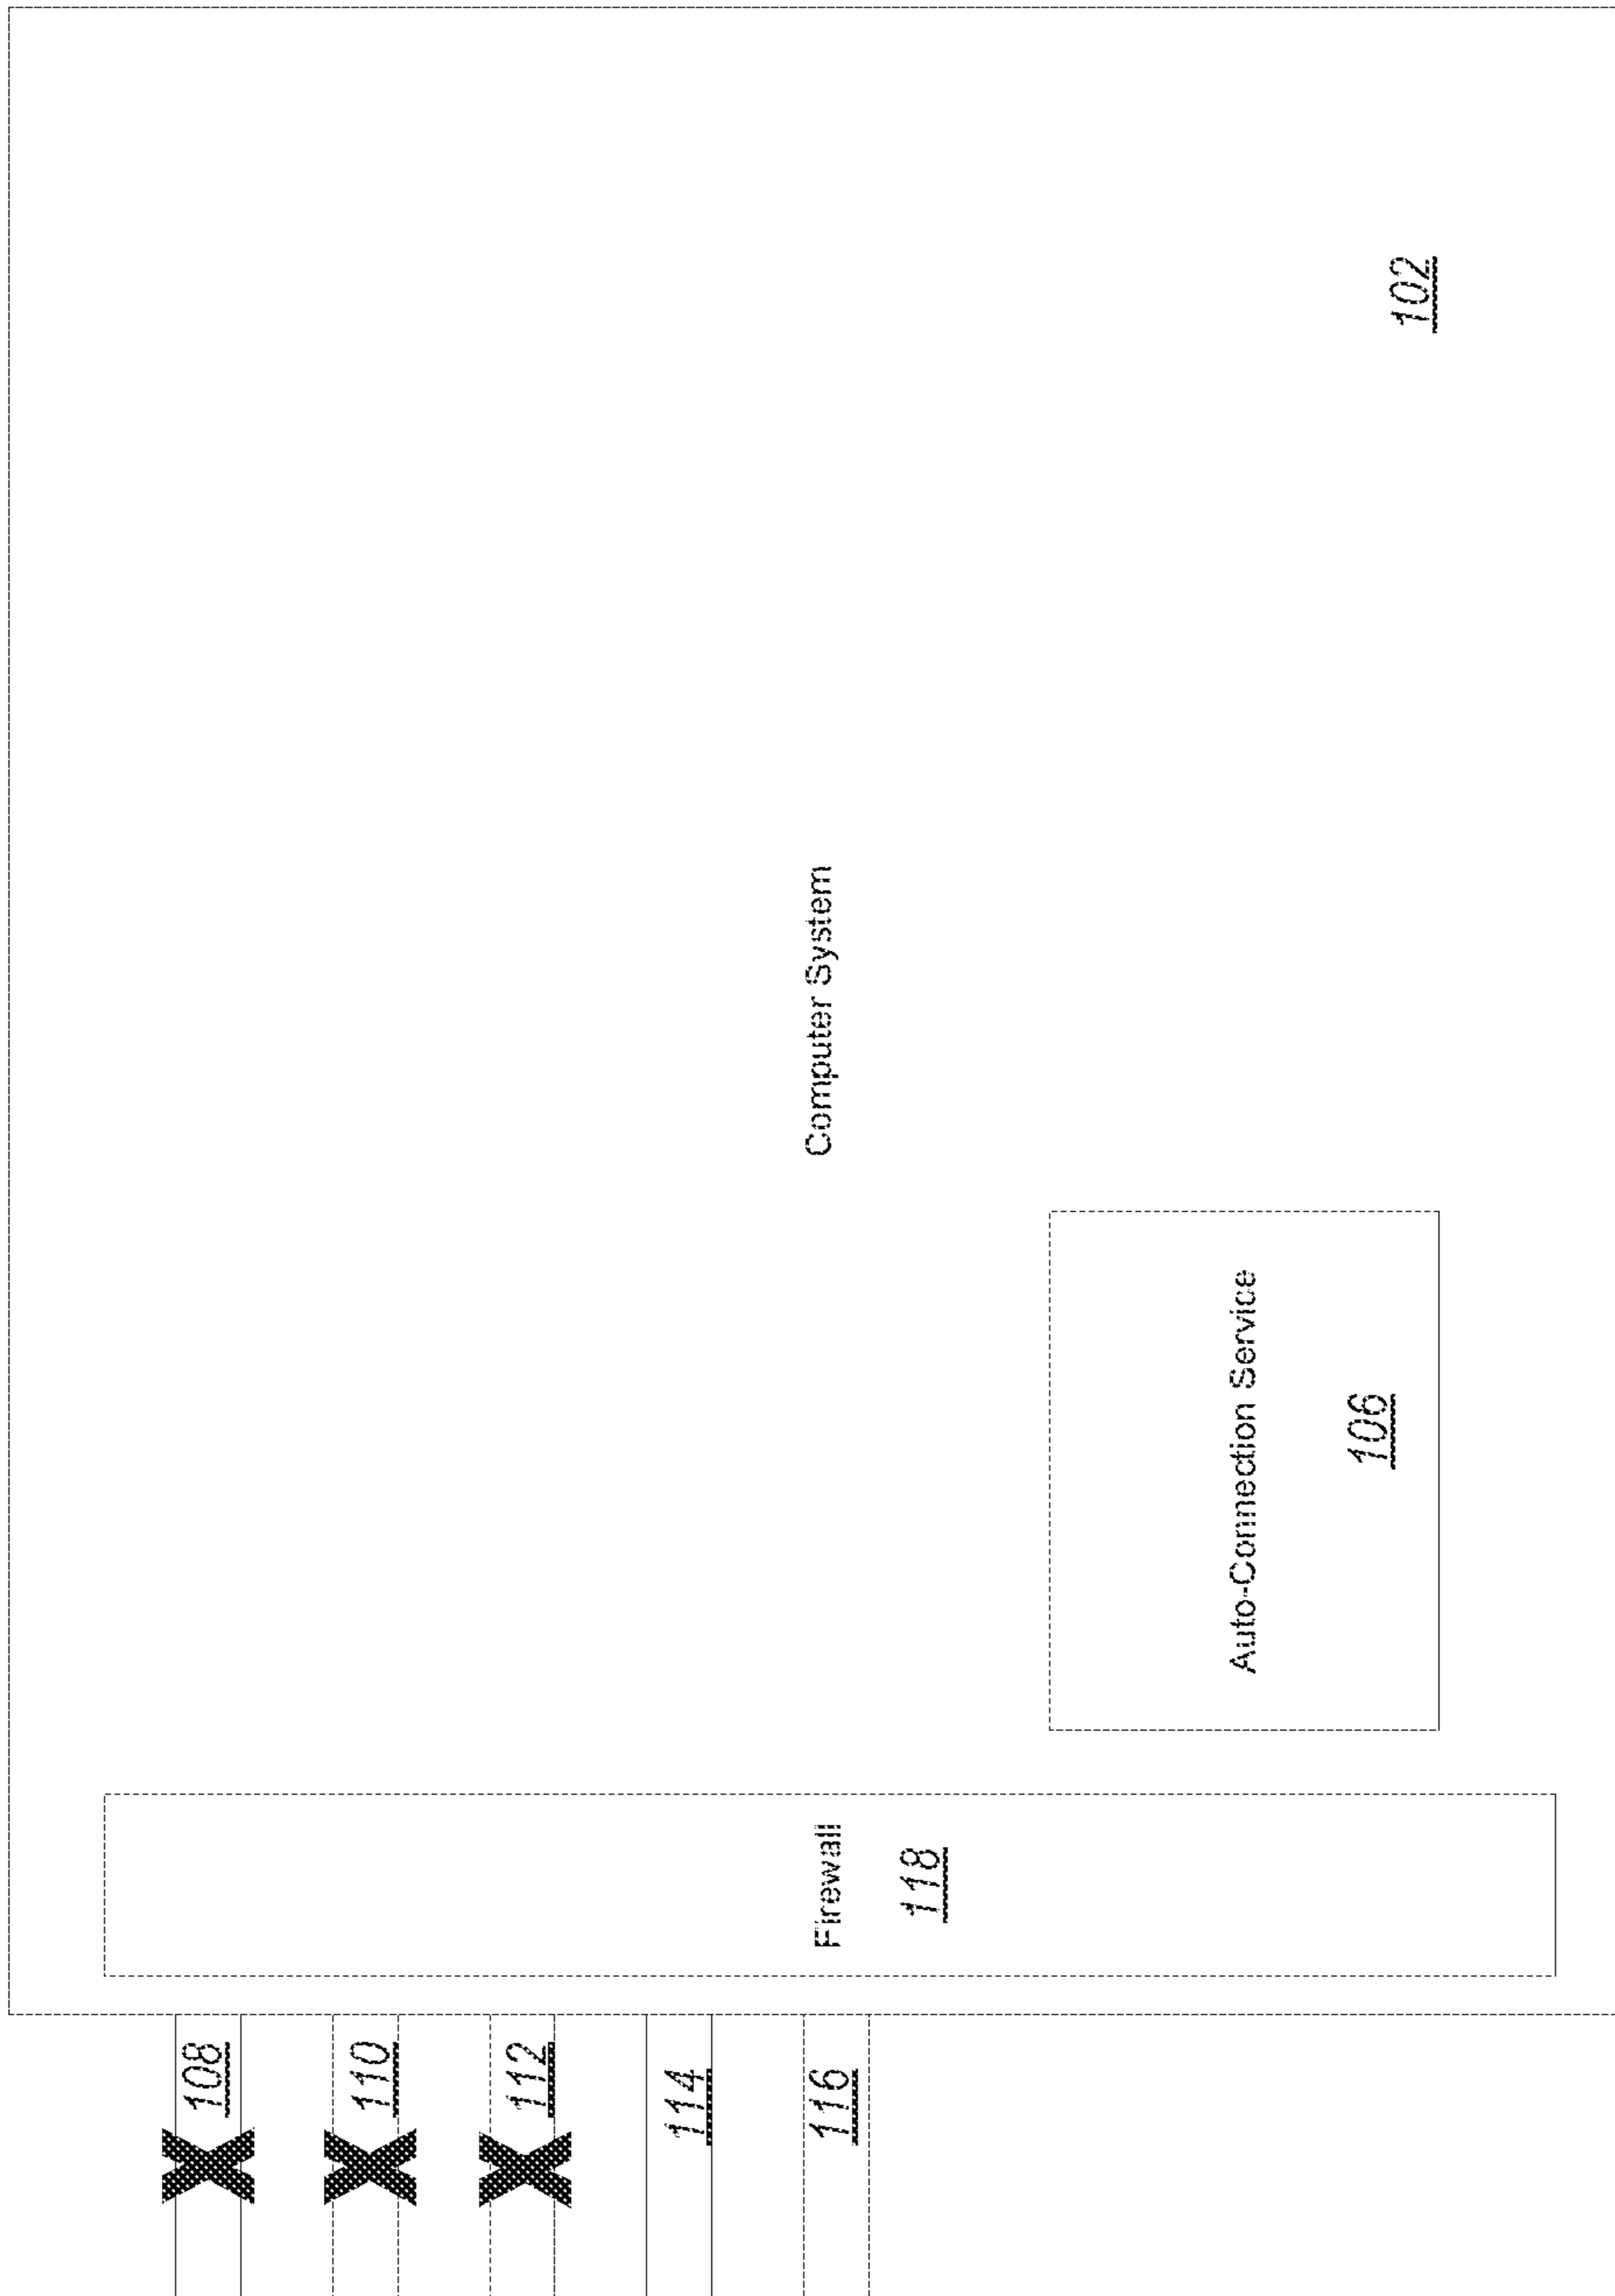 108
110
112
114
116
Firewall
118
Computer System
Auto-Connection Service
106
102